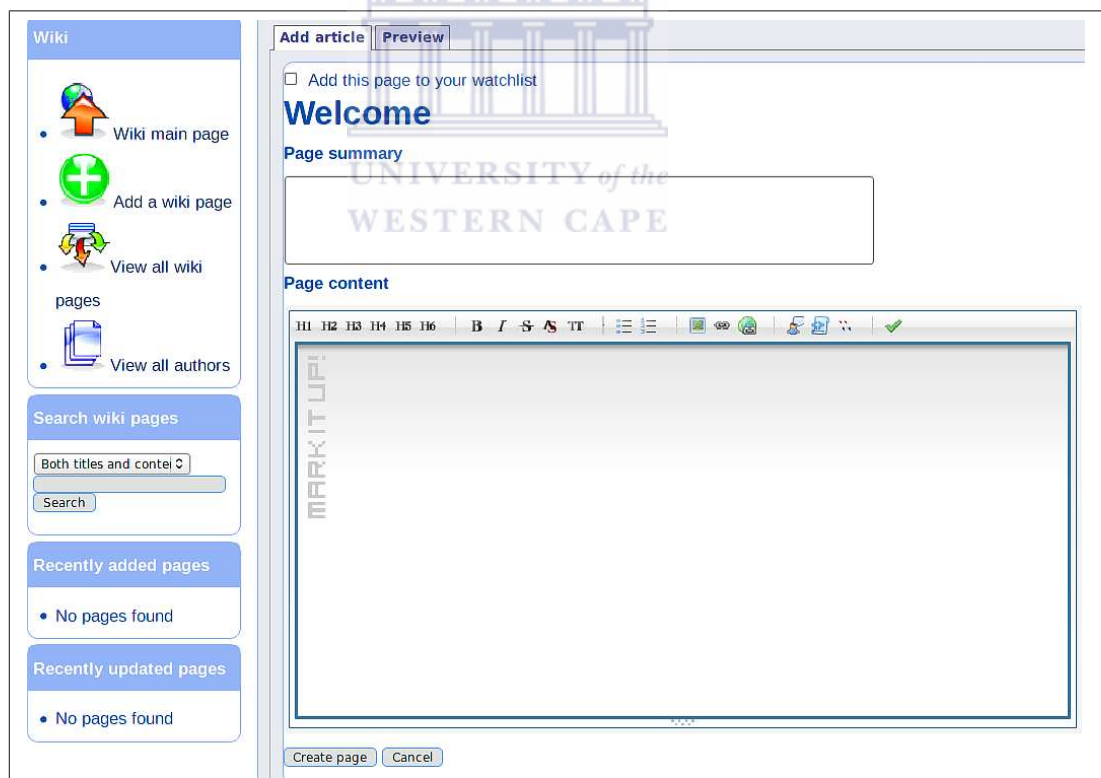 Wiki
Wiki main page
Add a wiki page
View all wiki
pages
View all authors
Search wiki pages
Both titles and contei
Search
Recently added pages
No pages found
Recently updated pages
No pages found
Add article Preview
Add this page to your watchlist
Welcome
Page summary
UNIVERSITY of the
WESTERN CAPE
Page content
H1 H2 H3 H4 H5 H6 B I S S TT
MARK IT UP!
Create page Cancel